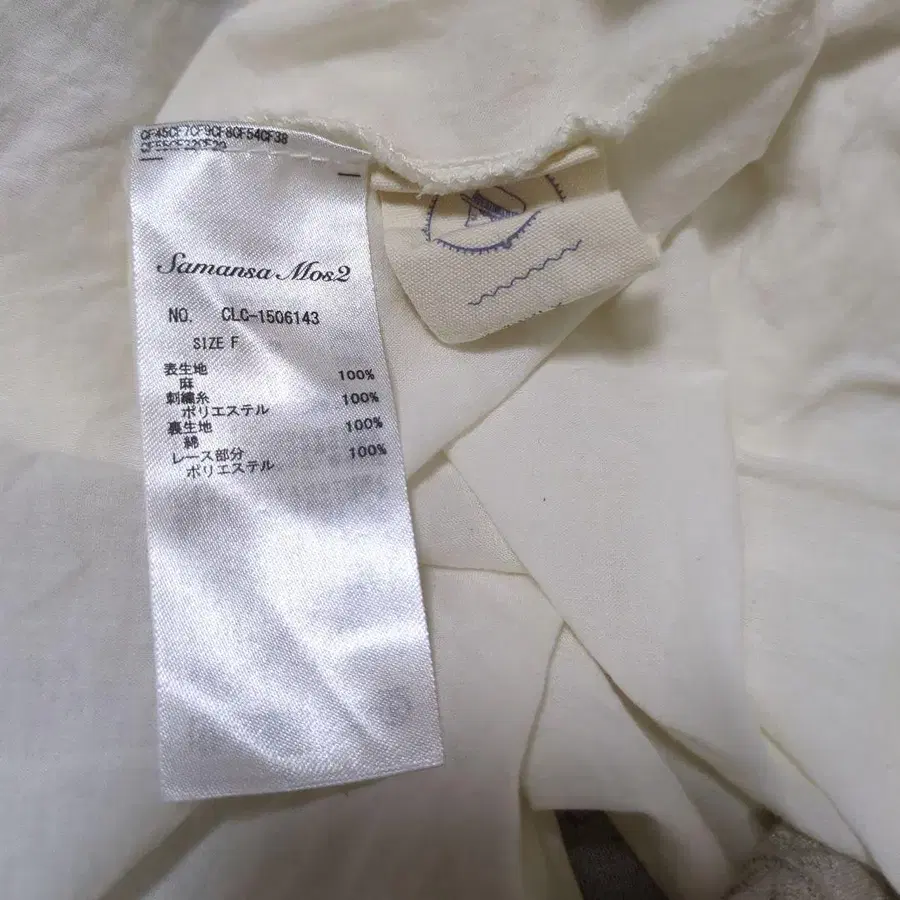 CF45CF7CF9CF8CF54CF38
Samansa Mos2
NO. CLC-1506143
SIZE F
表生地
麻 100%
刺繍糸
ポリエステル 100%
裏生地
綿 100%
レース部分
ポリエステル 100%